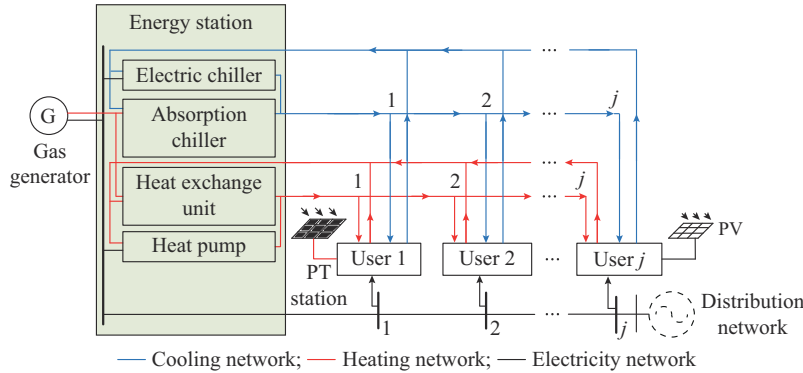 Energy station
Electric chiller
Absorption
chiller
G
Gas
generator
Heat exchange
unit
Heat pump
1
2
...
j
...
1
2
...
j
...
PT
station
User 1
User 2
...
User j
PV
1
2
...
j
Distribution
network
Cooling network; Heating network; Electricity network